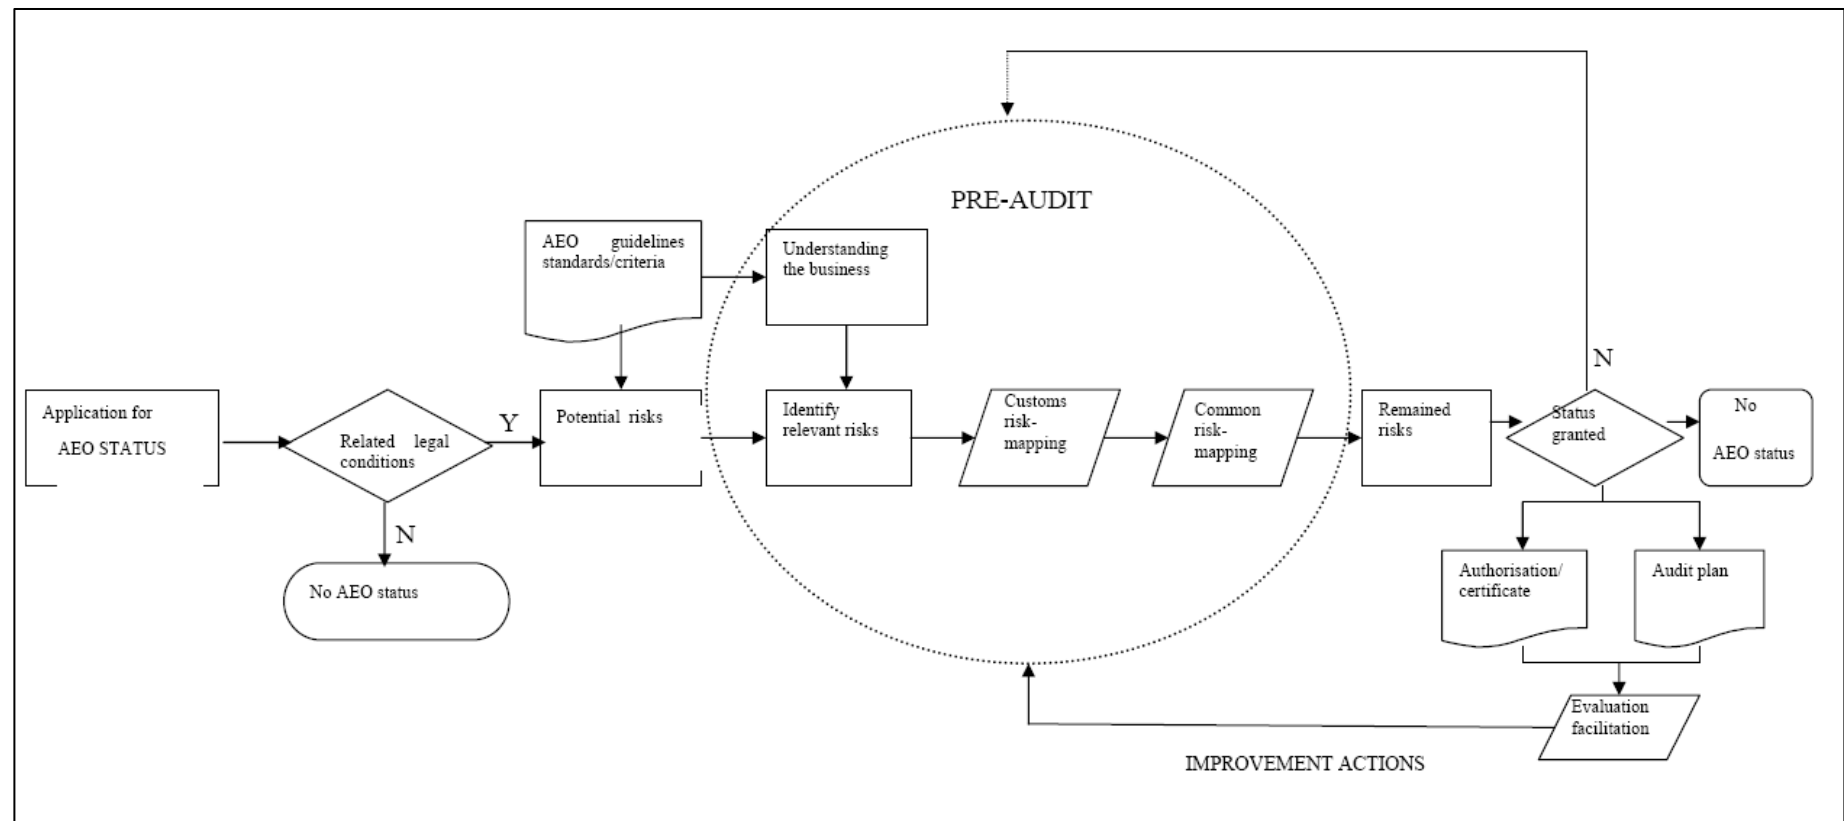 PRE-AUDIT
AEO guidelines
standards/criteria
Understanding
the business
N
Application for
AEO STATUS
Related legal
conditions
Y
Potential risks
Identify
relevant risks
Customs
risk-
mapping
Common
risk-
mapping
Remained
risks
Status
granted
No
AEO status
N
No AEO status
Authorisation/
certificate
Audit plan
Evaluation
facilitation
IMPROVEMENT ACTIONS